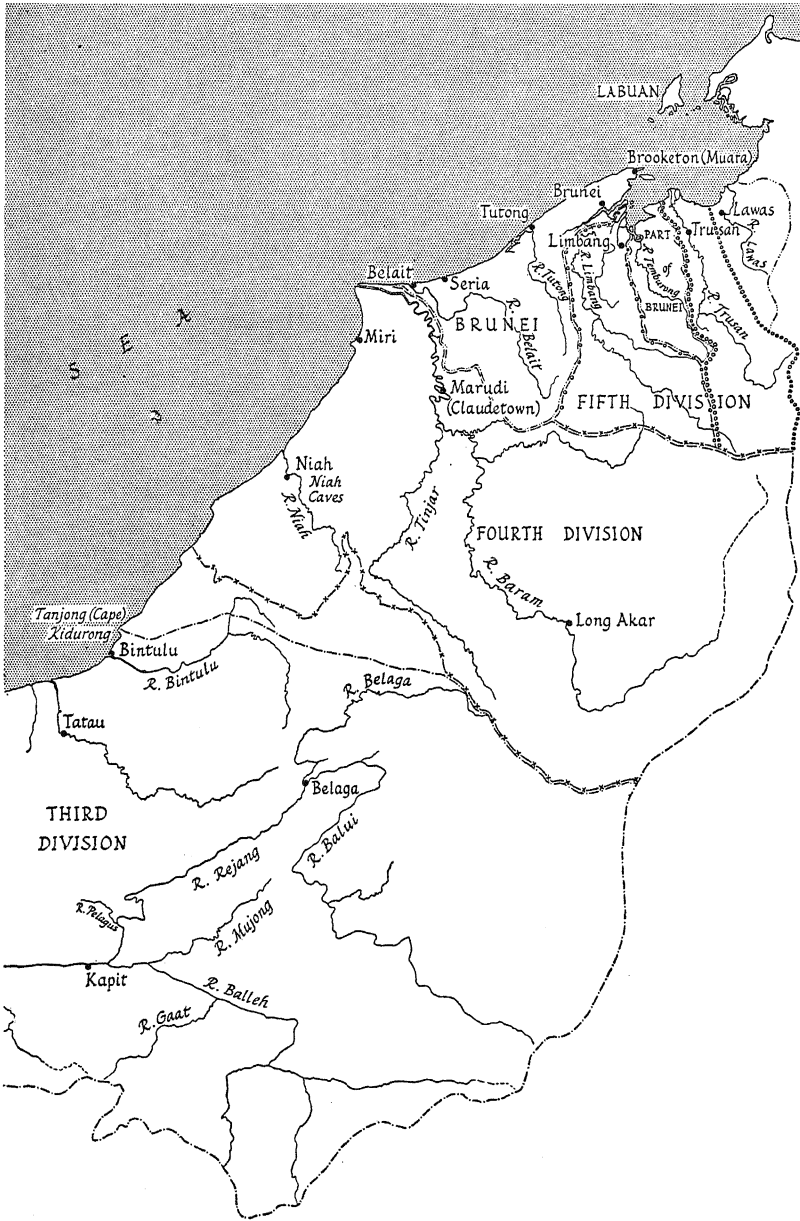 LABUAN
Brooketon (Muara)
Brunei
Lawas
Tutong
Trusan
Limbang
PART
of
BRUNEI
R. Lawas
R. Limbang
R. Temburong
R. Tutong
R. Trusan
Belait
Seria
BRUNEI
R. Belait
SEA
Miri
Marudi
(Claudetown)
FIFTH DIVISION
Niah
Niah
Caves
R. Niah
R. Tinjar
FOURTH DIVISION
R. Baram
Long Akar
Tanjong (Cape)
Kidurong
Bintulu
R. Bintulu
R. Belaga
Tatau
Belaga
THIRD
DIVISION
R. Balui
R. Rejang
R. Pelagus
R. Mujong
Kapit
R. Balleh
R. Gaat